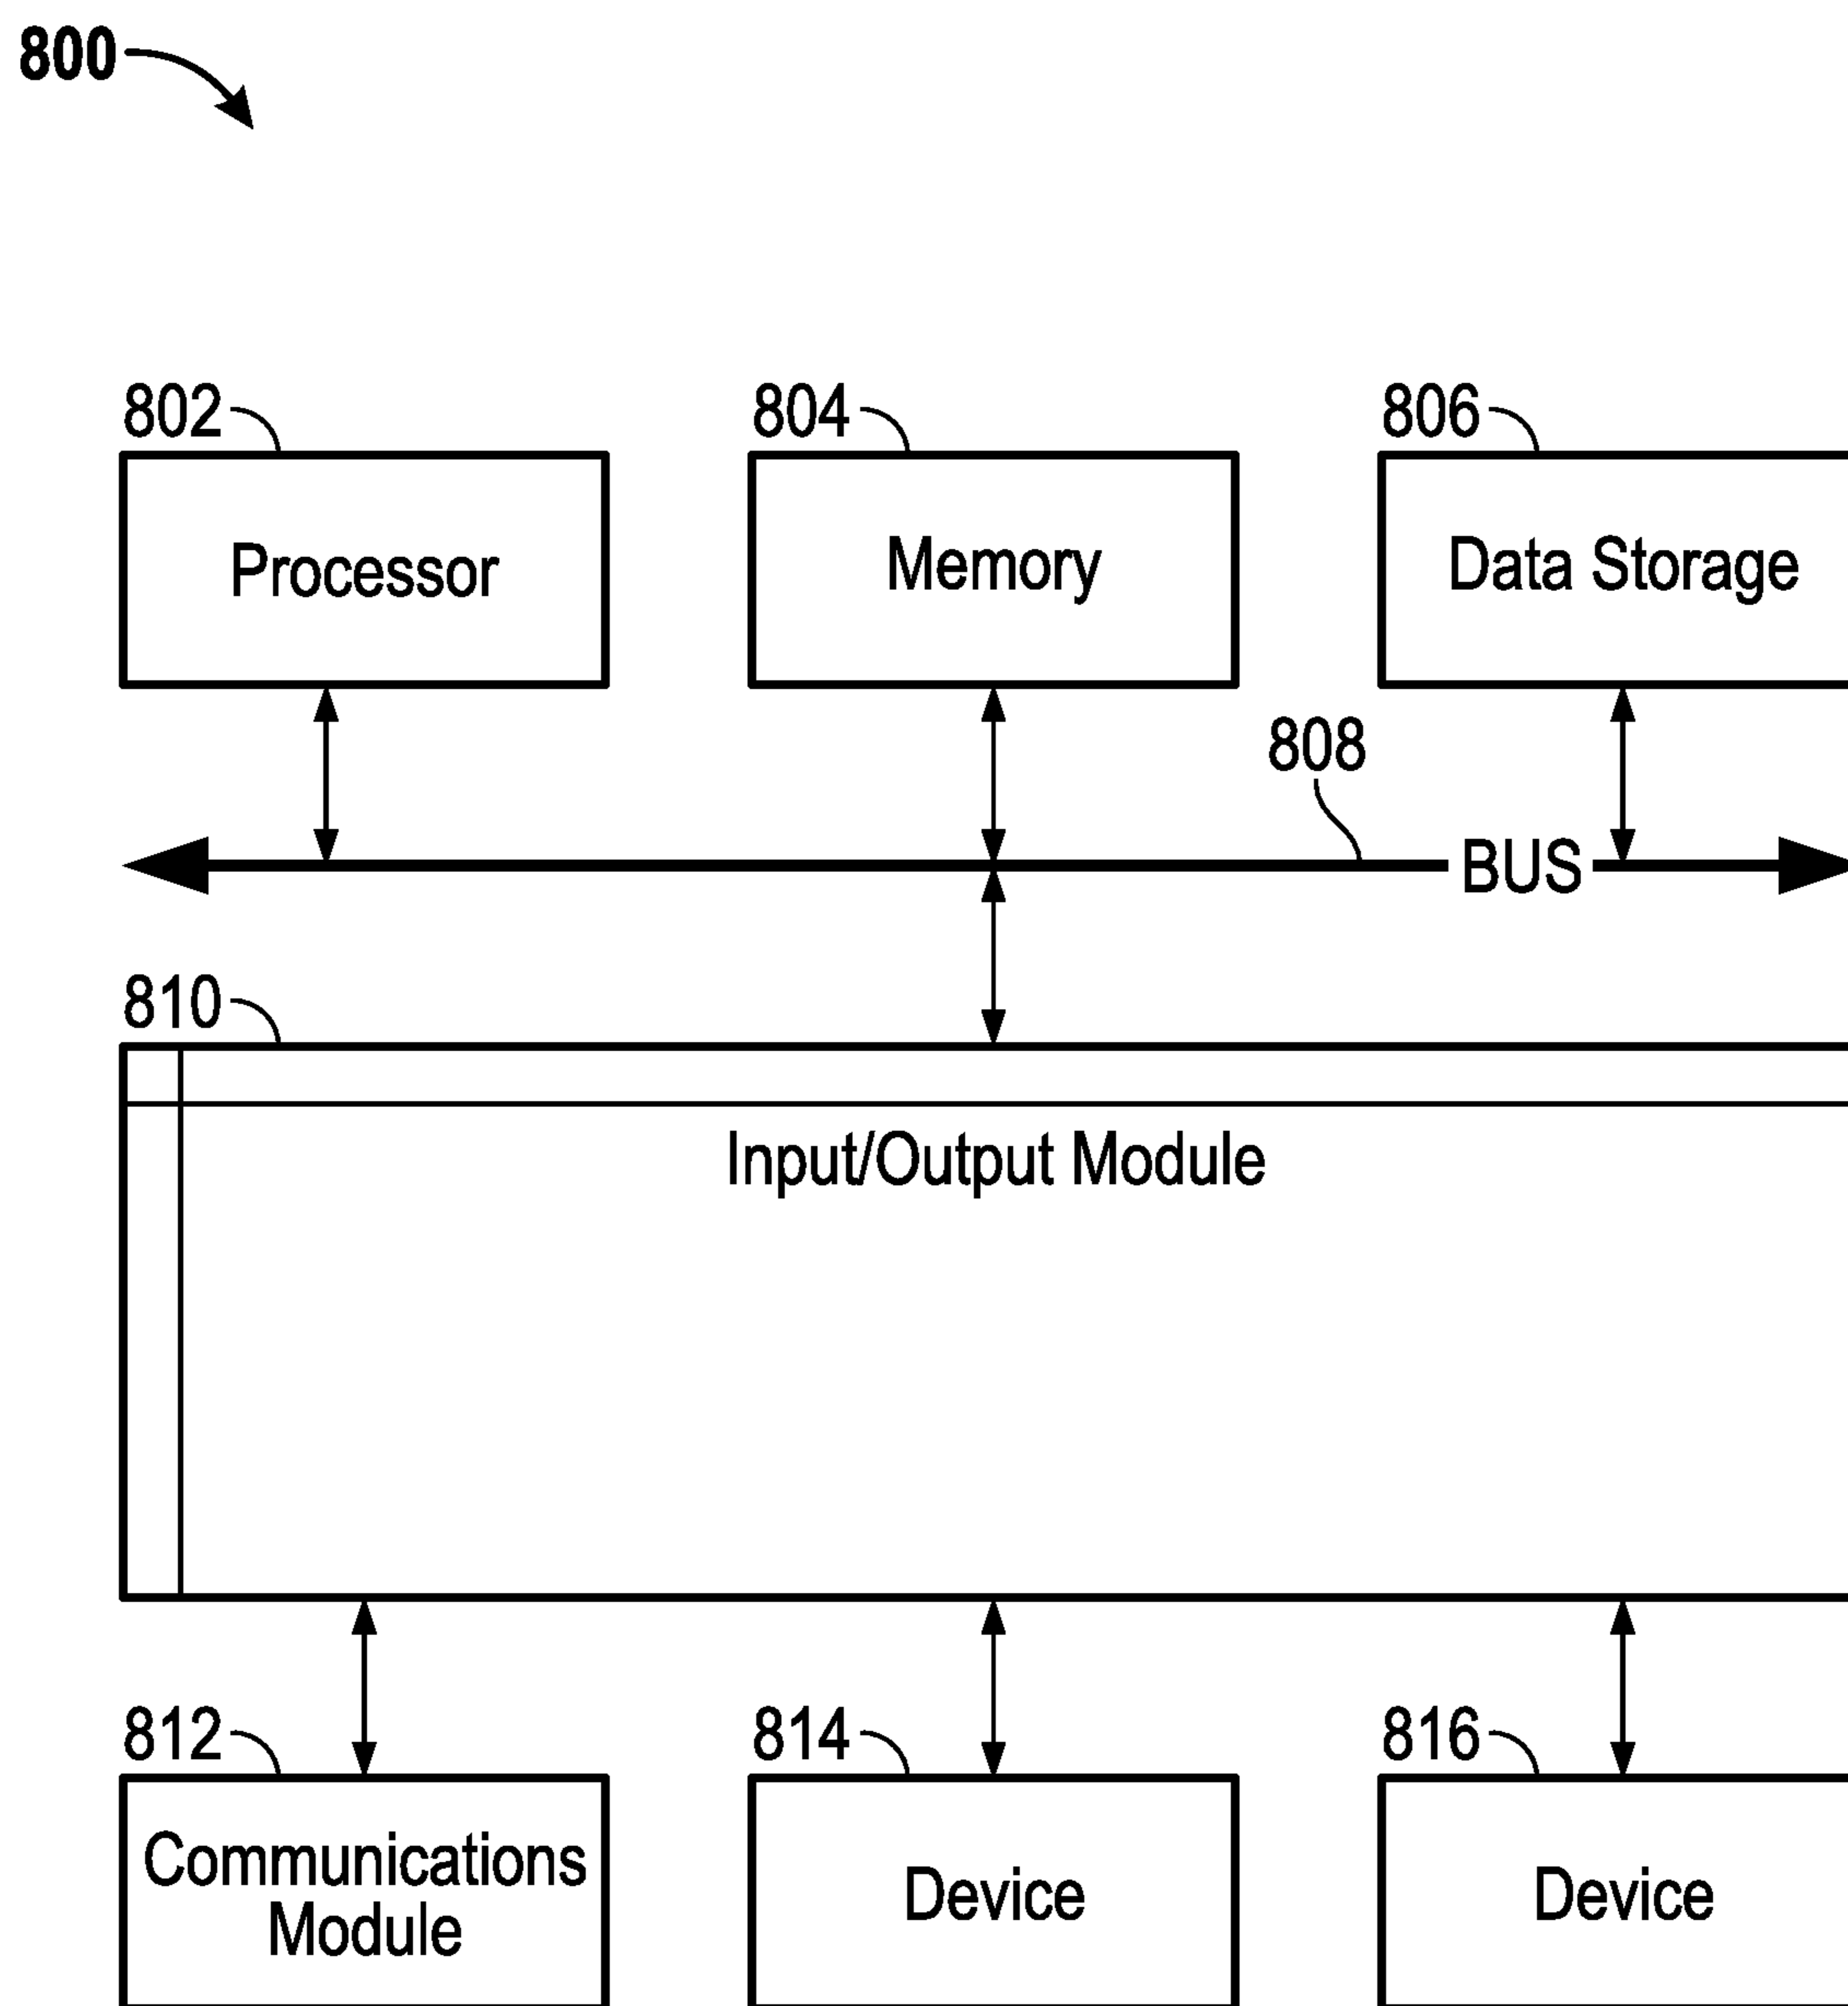 800
802
804
806
Processor
Memory
Data Storage
808
BUS
810
Input/Output Module
812
814
816
Communications
Module
Device
Device